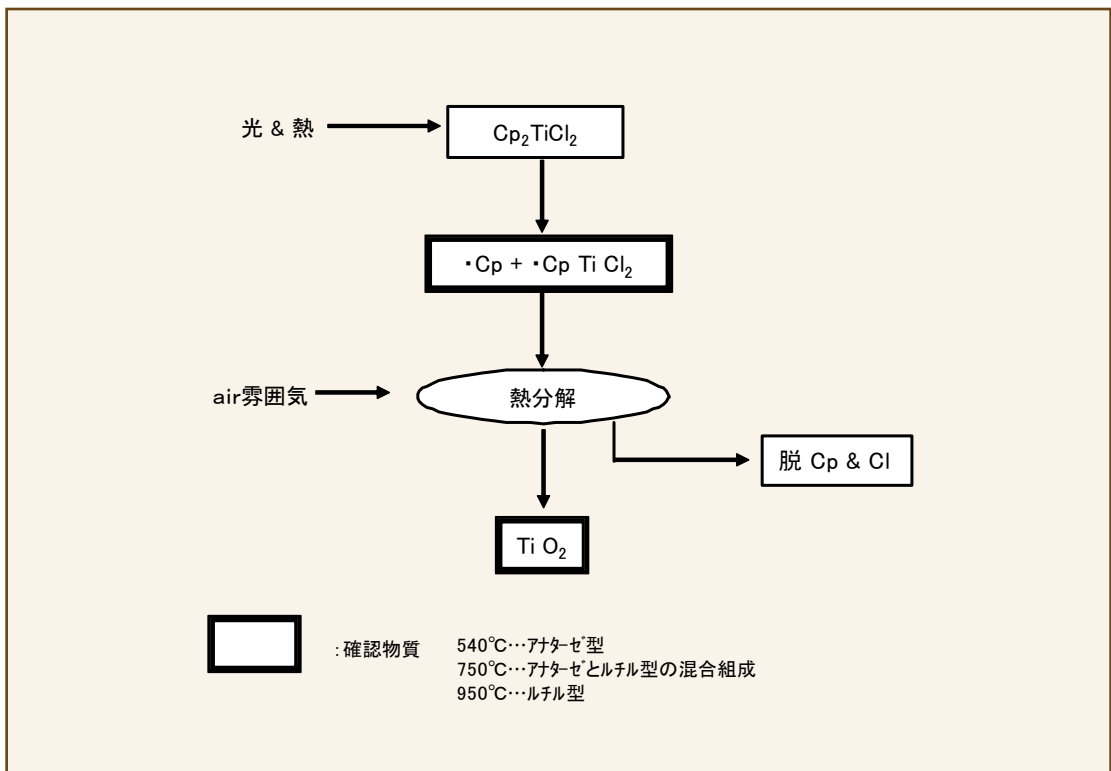 光 & 熱
Cp₂TiCl₂
・Cp + ・Cp Ti Cl₂
air雰囲気
熱分解
脱 Cp & Cl
Ti O₂
:確認物質
540℃…アナターゼ型
750℃…アナターゼとルチル型の混合組成
950℃…ルチル型